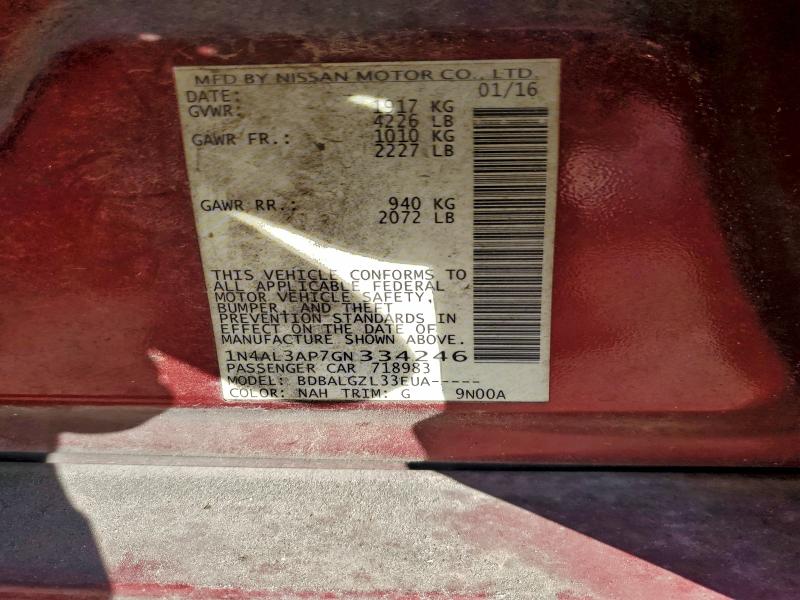 MFD BY NISSAN MOTOR CO., LTD.
DATE: 01/16
GVWR: 1917 KG
4226 LB
GAWR FR.: 1010 KG
2227 LB
GAWR RR.: 940 KG
2072 LB
THIS VEHICLE CONFORMS TO
ALL APPLICABLE FEDERAL
MOTOR VEHICLE SAFETY,
BUMPER, AND THEFT
PREVENTION STANDARDS IN
EFFECT ON THE DATE OF
MANUFACTURE SHOWN ABOVE.
1N4AL3AP7GN334246
PASSENGER CAR 718983
MODEL: BDBALGZL33EUA-----
COLOR: NAH TRIM: G 9N00A